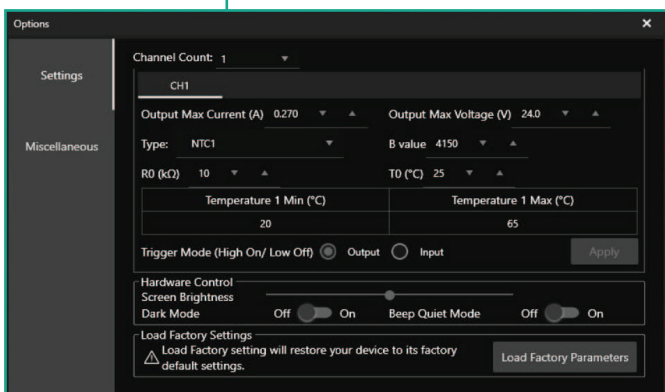 Options
Settings
Miscellaneous
Channel Count: 1
CH1
Output Max Current (A) 0.270 Output Max Voltage (V) 24.0
Type: NTC1 B value 4150
R0 (kΩ) 10 T0 (°C) 25
Temperature 1 Min (°C) Temperature 1 Max (°C)
20 65
Trigger Mode (High On/ Low Off) Output Input Apply
Hardware Control
Screen Brightness
Dark Mode Off On Beep Quiet Mode Off On
Load Factory Settings
Load Factory setting will restore your device to its factory
default settings.
Load Factory Parameters